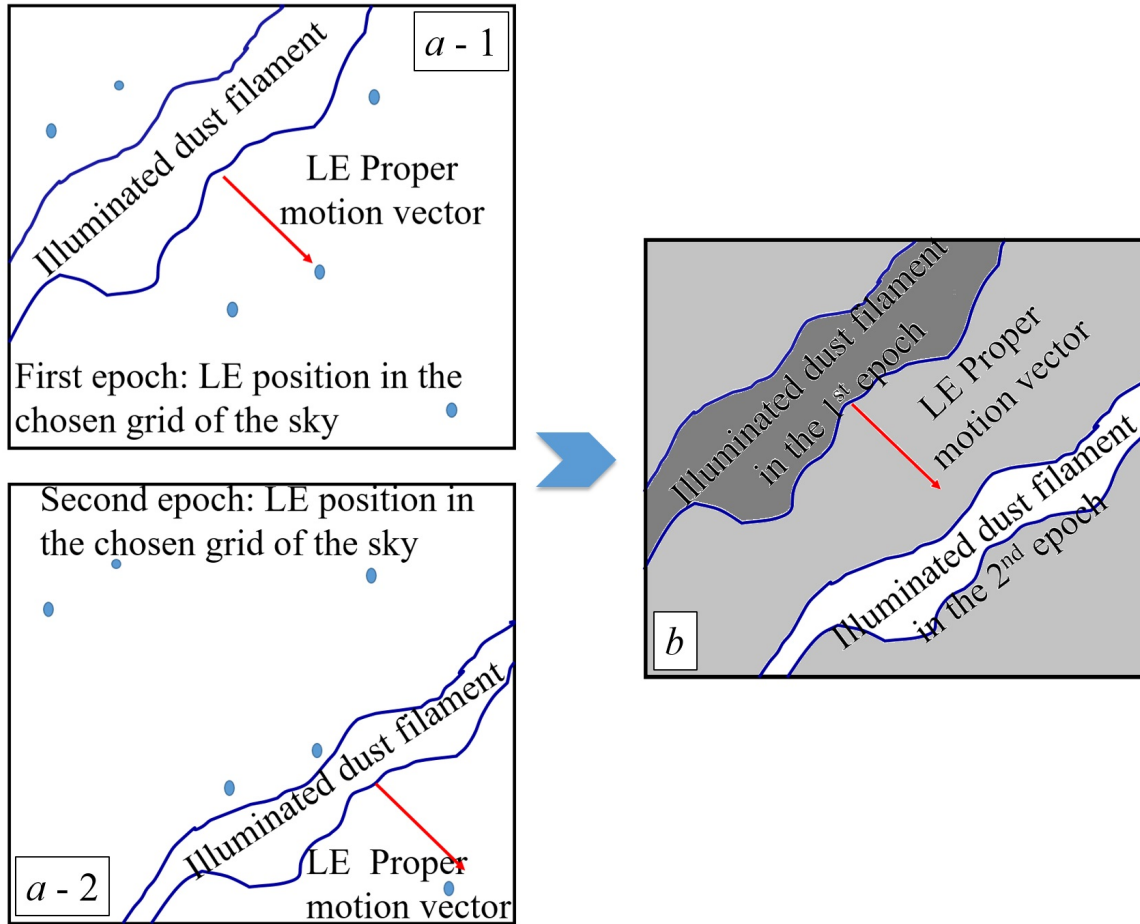 a - 1
Illuminated dust filament
LE Proper
motion vector
First epoch: LE position in the
chosen grid of the sky
Second epoch: LE position in
the chosen grid of the sky
Illuminated dust filament
LE Proper
motion vector
a - 2
Illuminated dust filament
in the 1st epoch
LE Proper
motion vector
Illuminated dust filament
in the 2nd epoch
b